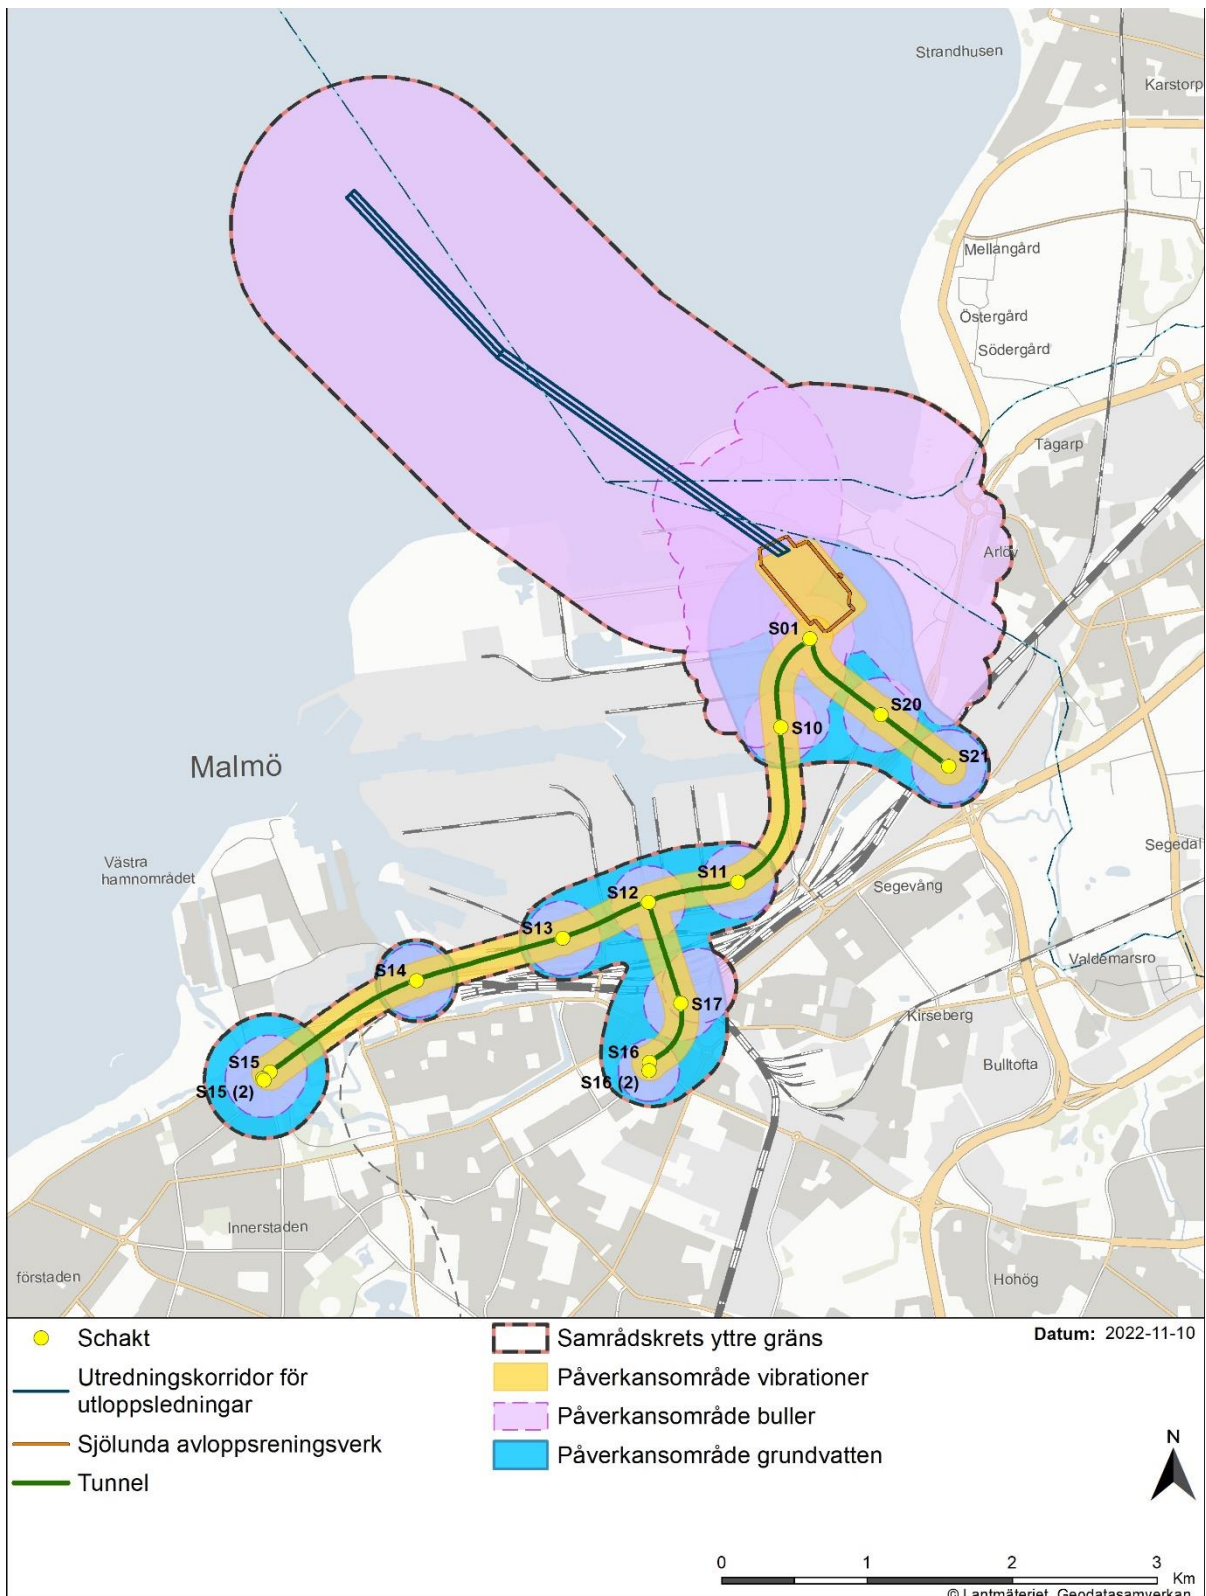 Strandhusen
Karstorp
Mellangård
Östergård
Södergård
Tågarp
Arlöv
S01
S20
S10
S21
Malmö
Segedal
Västra
hamnområdet
S11
Segevång
S12
S13
Valdemarsro
S14
S17
Kirseberg
S16
Bulltofta
S15
S16 (2)
S15 (2)
Innerstaden
förstaden
Hohög
Schakt
Utredningskorridor för
utloppsledningar
Sjölunda avloppsreningsverk
Tunnel
Samrådskrets yttre gräns
Påverkansområde vibrationer
Påverkansområde buller
Påverkansområde grundvatten
Datum: 2022-11-10
N
0 1 2 3
Km
© Lantmäteriet, Geodatasamverkan